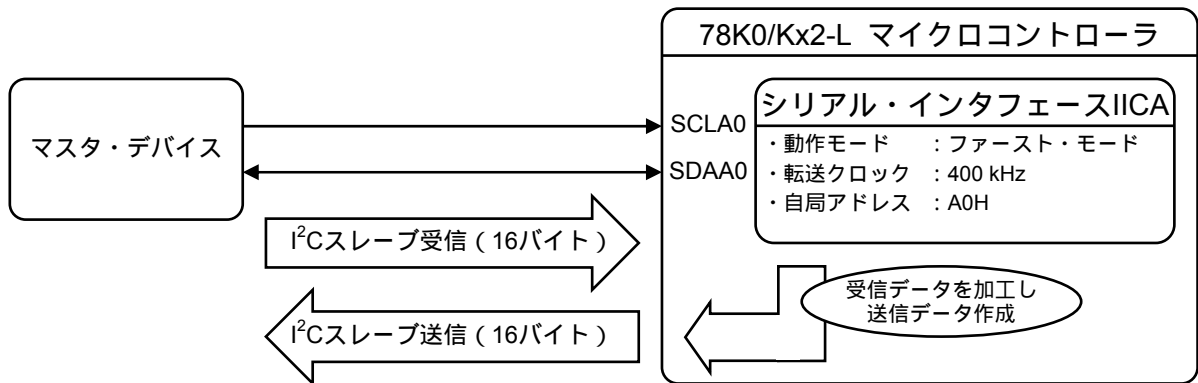 78K0/Kx2-L マイクロコントローラ
マスタ・デバイス
SCLA0
SDAA0
シリアル・インタフェースIICA
・動作モード ：ファースト・モード
・転送クロック ：400 kHz
・自局アドレス ：A0H
I²Cスレーブ受信（16バイト）
受信データを加工し
送信データ作成
I²Cスレーブ送信（16バイト）